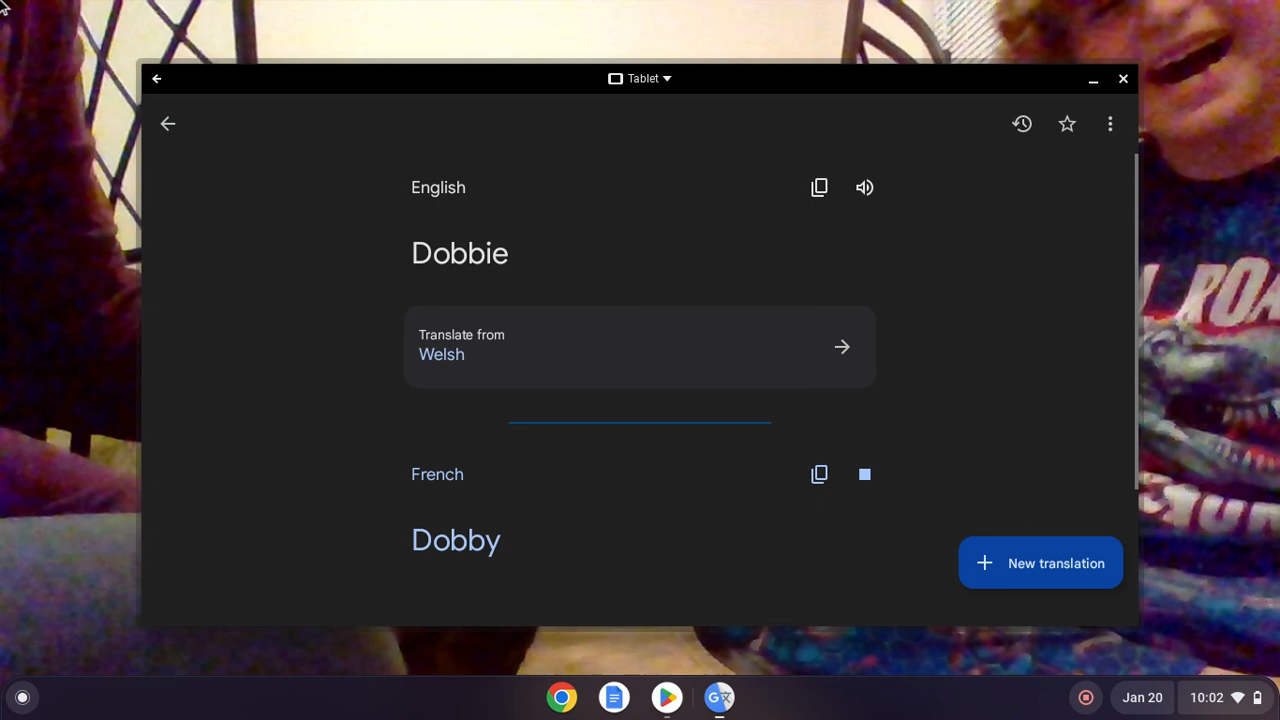 Tablet
English
Dobbie
Translate from
Welsh
French
Dobby
New translation
Jan 20
10:02